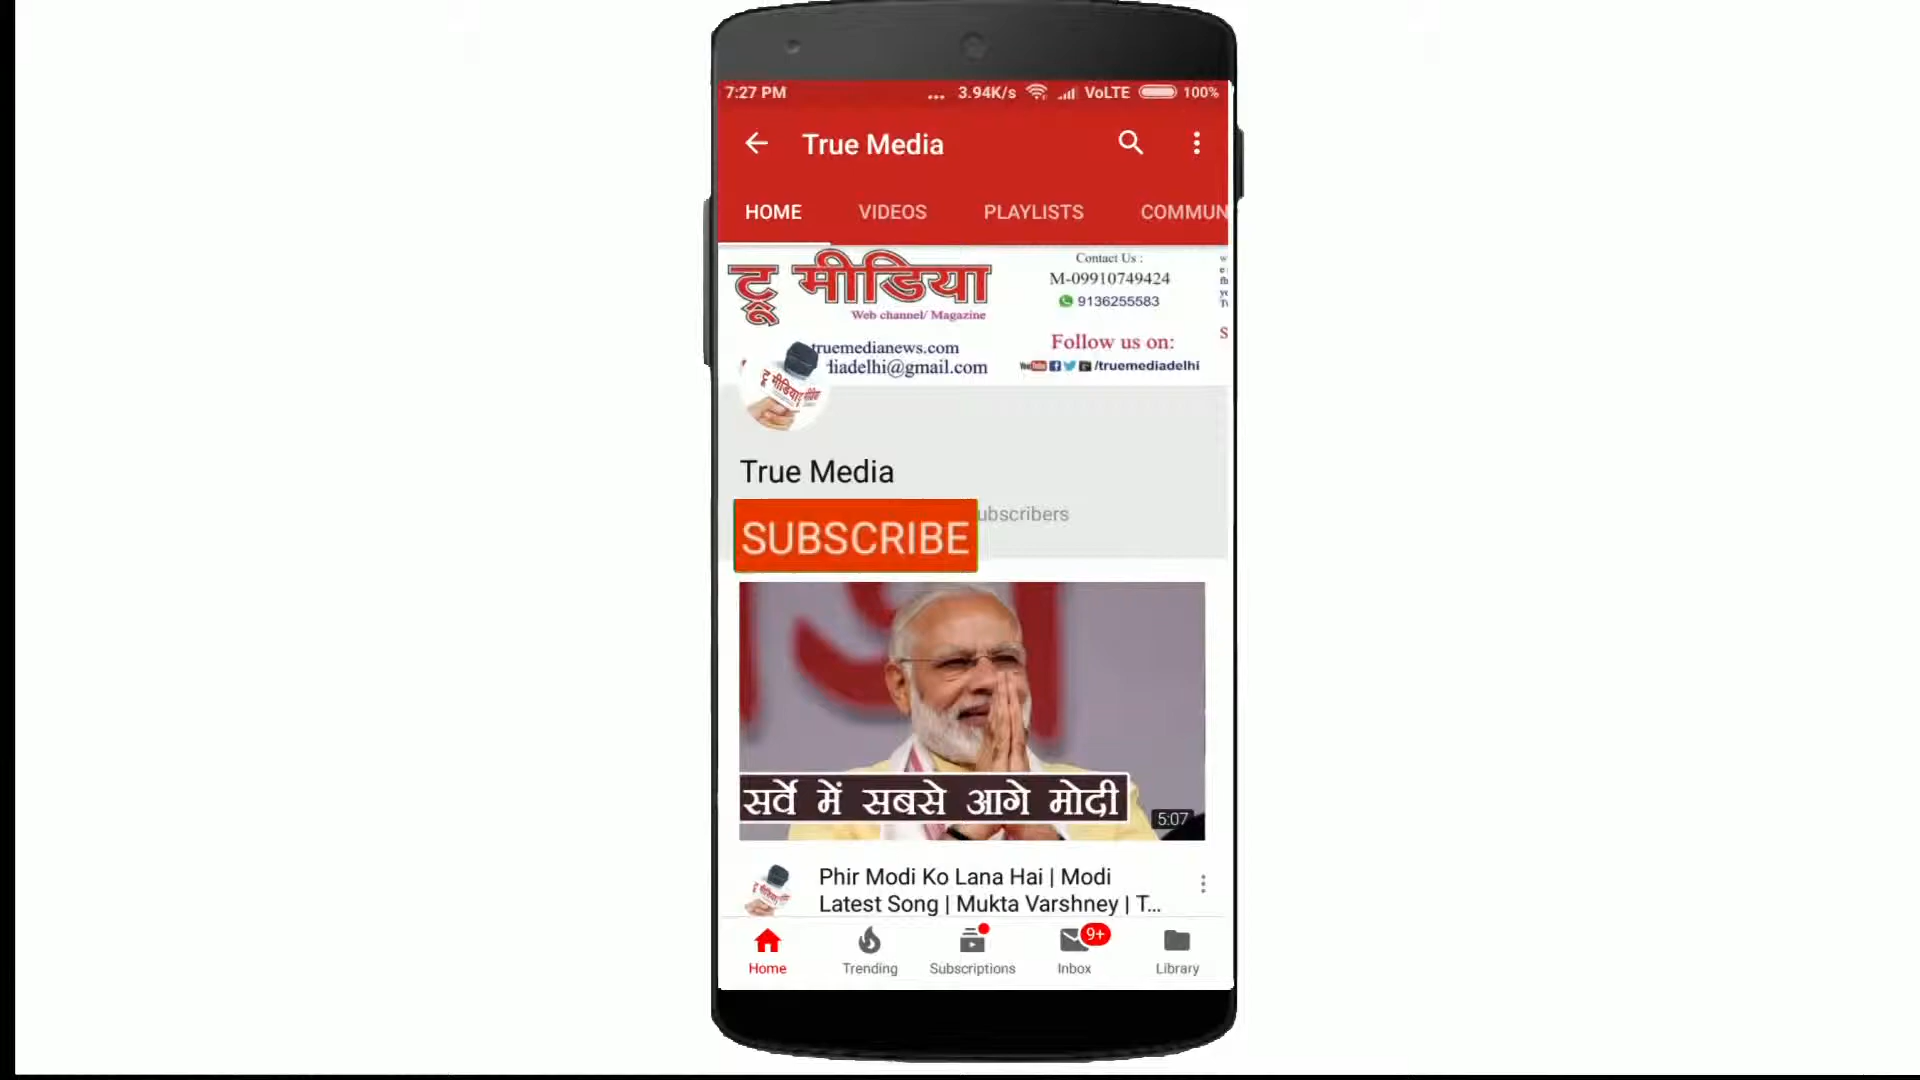 7:27 PM ... 3.94K/s VoLTE 100%
True Media
HOME VIDEOS PLAYLISTS COMMUN
टू मीडिया
Web channel/ Magazine
truemedianews.com
diadelhi@gmail.com
Contact Us :
M-09910749424
9136255583
Follow us on:
YouTube /truemediadelhi
S
टू मीडिया
True Media
SUBSCRIBE ubscribers
सर्वे में सबसे आगे मोदी
5:07
Phir Modi Ko Lana Hai | Modi
Latest Song | Mukta Varshney | T...
9+
Home Trending Subscriptions Inbox Library